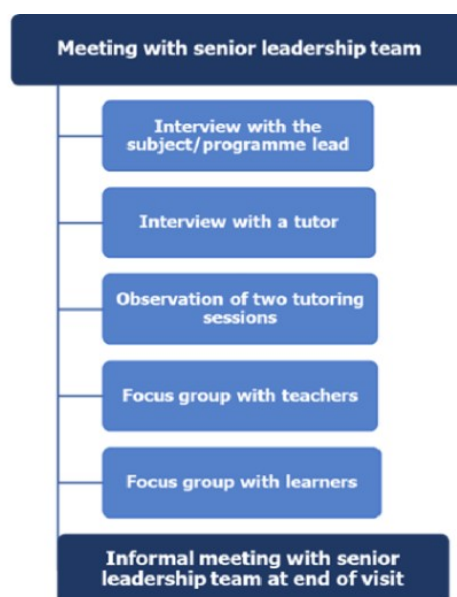 Meeting with senior leadership team
Interview with the
subject/programme lead
Interview with a tutor
Observation of two tutoring
sessions
Focus group with teachers
Focus group with learners
Informal meeting with senior
leadership team at end of visit